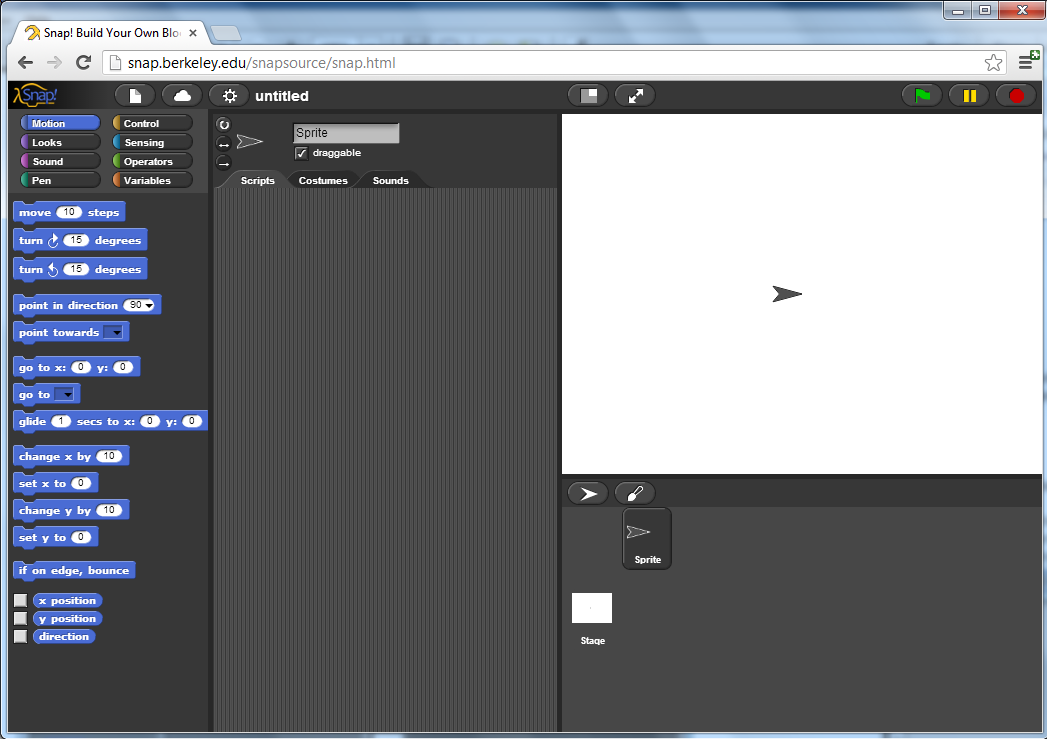 Snap! Build Your Own Blo
snap.berkeley.edu/snapsource/snap.html
Snap!
untitled
Motion
Control
Looks
Sensing
Sound
Operators
Pen
Variables
Sprite
draggable
Scripts Costumes Sounds
move 10 steps
turn 15 degrees
turn 15 degrees
point in direction 90
point towards
go to x: 0 y: 0
go to
glide 1 secs to x: 0 y: 0
change x by 10
set x to 0
change y by 10
set y to 0
if on edge, bounce
x position
y position
direction
Sprite
Stage